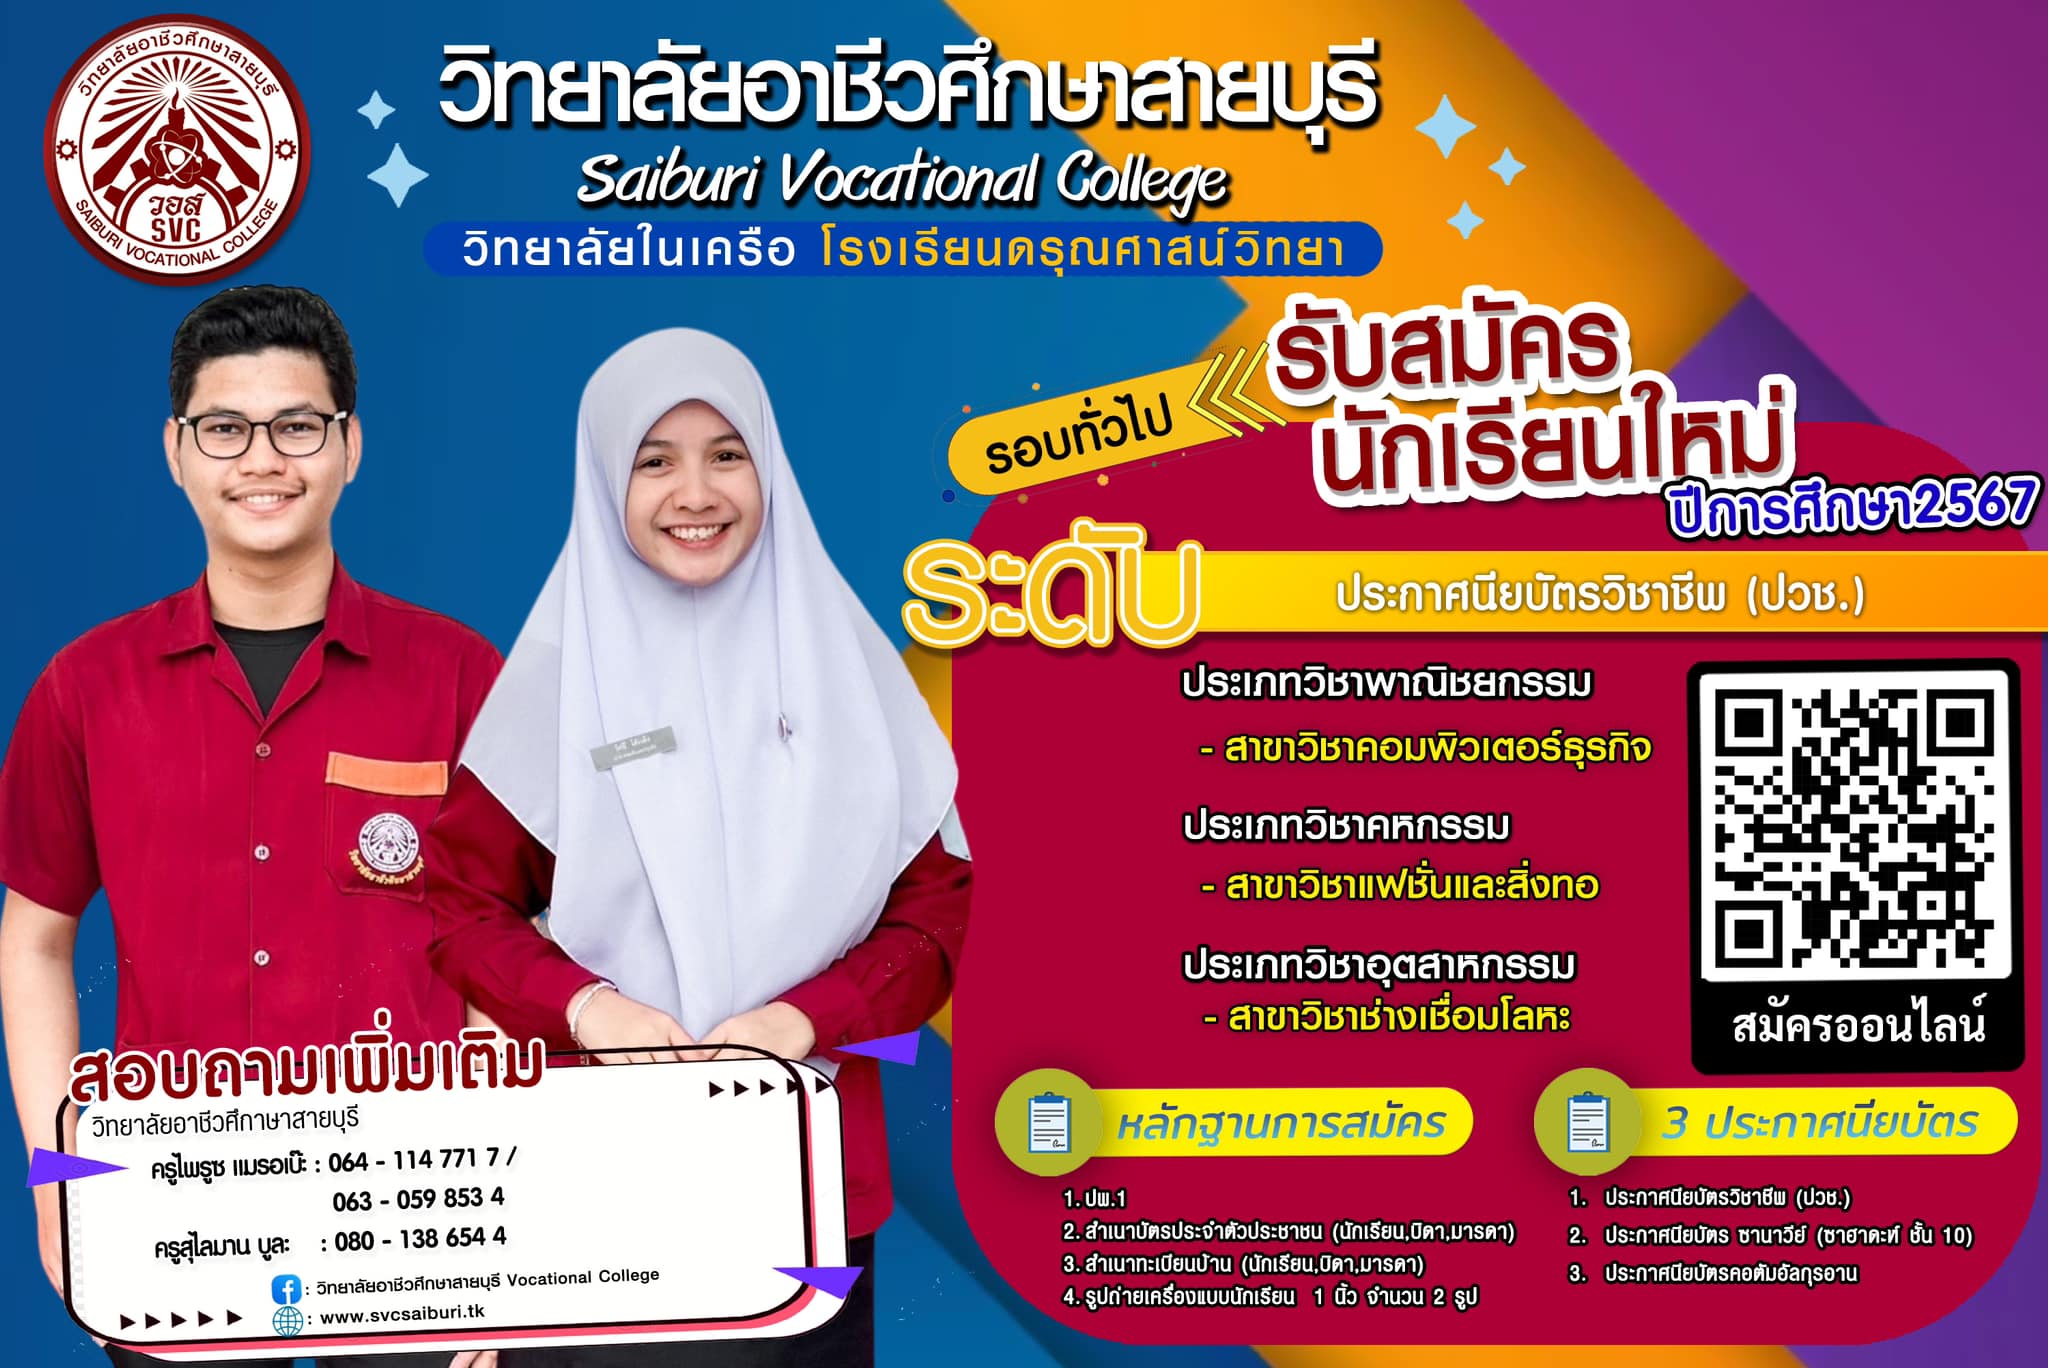 วิทยาลัยอาชีวศึกษาสายบุรี
วอส
SVC
SAIBURI VOCATIONAL COLLEGE
วิทยาลัยอาชีวศึกษาสายบุรี
Saiburi Vocational College
วิทยาลัยในเครือ โรงเรียนดรุณศาสน์วิทยา
รอบทั่วไป
รับสมัคร
นักเรียนใหม่
ปีการศึกษา2567
ระดับ
ประกาศนียบัตรวิชาชีพ (ปวช.)
ประเภทวิชาพาณิชยกรรม
- สาขาวิชาคอมพิวเตอร์ธุรกิจ
ประเภทวิชาคหกรรม
- สาขาวิชาแฟชั่นและสิ่งทอ
ประเภทวิชาอุตสาหกรรม
- สาขาวิชาช่างเชื่อมโลหะ
สมัครออนไลน์
หลักฐานการสมัคร
1. ปพ.1
2. สำเนาบัตรประจำตัวประชาชน (นักเรียน,บิดา,มารดา)
3. สำเนาทะเบียนบ้าน (นักเรียน,บิดา,มารดา)
4. รูปถ่ายเครื่องแบบนักเรียน 1 นิ้ว จำนวน 2 รูป
3 ประกาศนียบัตร
1. ประกาศนียบัตรวิชาชีพ (ปวช.)
2. ประกาศนียบัตร ซานาวีย์ (ซาฮาดะห์ ชั้น 10)
3. ประกาศนียบัตรคอตัมอัลกุรอาน
สอบถามเพิ่มเติม
วิทยาลัยอาชีวศึกาษาสายบุรี
ครูไพรูซ แมรอเบ๊ะ : 064 - 114 771 7 /
063 - 059 853 4
ครูสุไลมาน บูละ : 080 - 138 654 4
: วิทยาลัยอาชีวศึกษาสายบุรี Vocational College
: www.svcsaiburi.tk